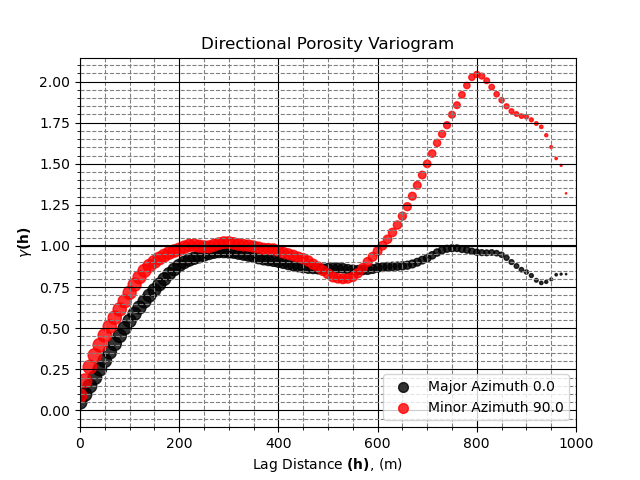 Directional Porosity Variogram
γ(h)
2.00
1.75
1.50
1.25
1.00
0.75
0.50
0.25
0.00
Major Azimuth 0.0
Minor Azimuth 90.0
0 200 400 600 800 1000
Lag Distance (h), (m)